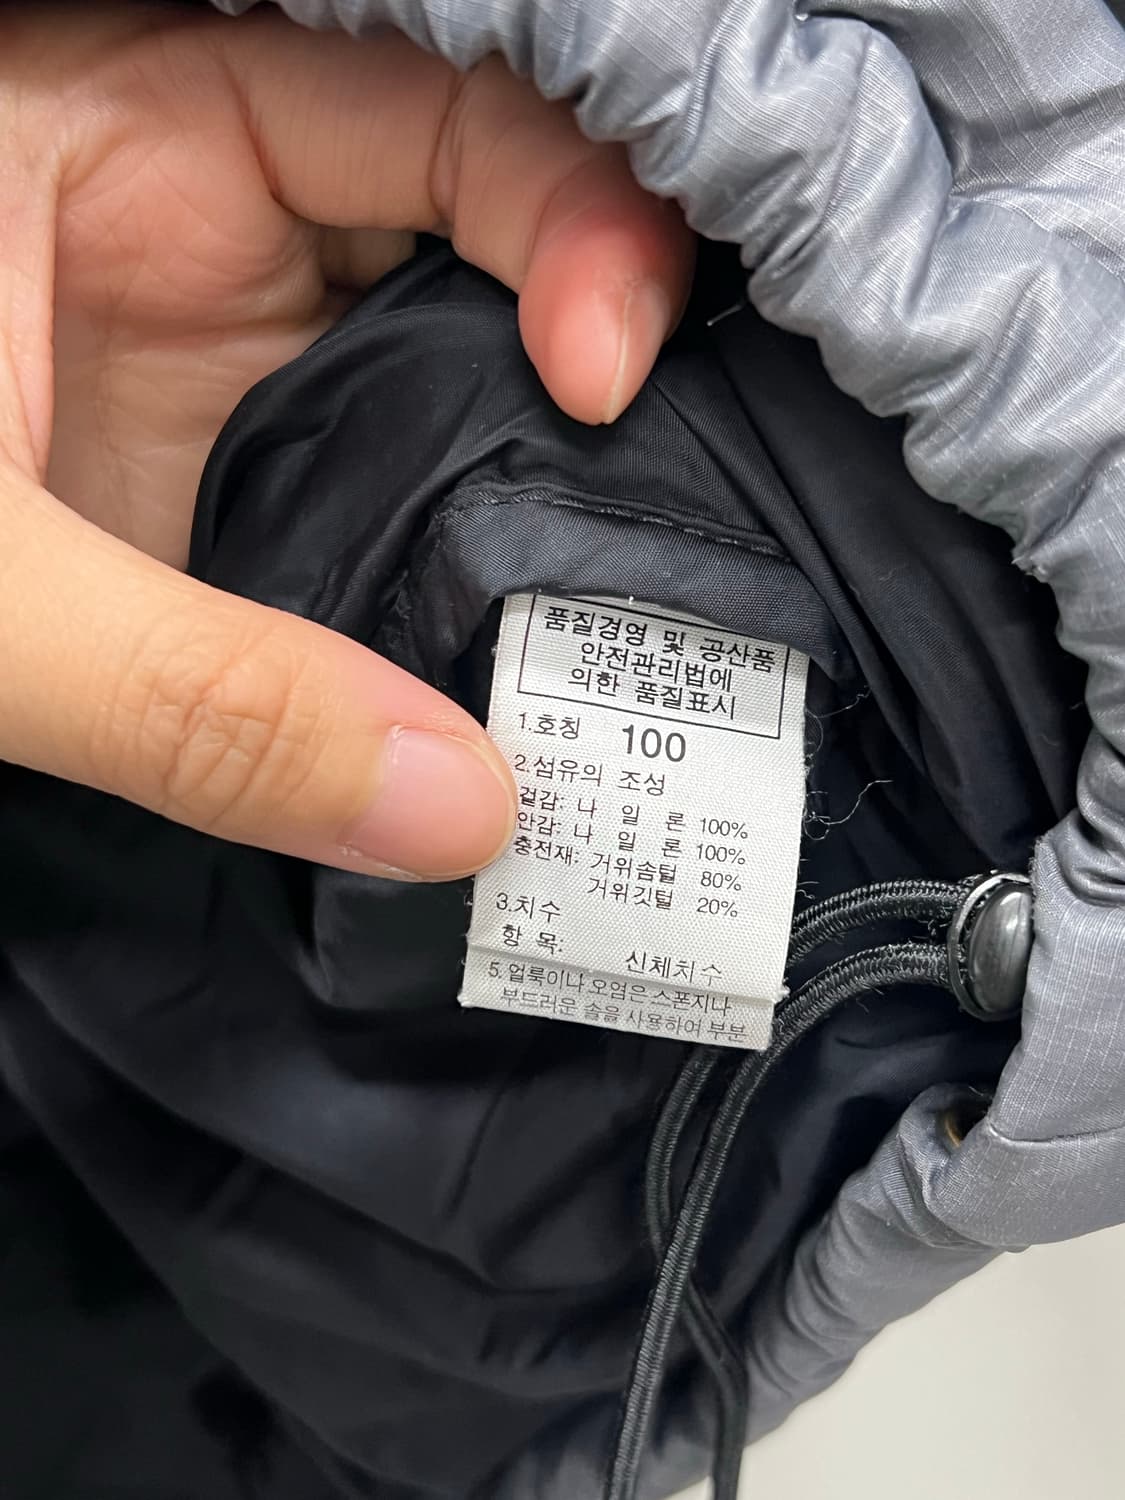 품질경영 및 공산품
안전관리법에
의한 품질표시
1.호칭 100
2.섬유의 조성
겉감: 나 일 론 100%
안감: 나 일 론 100%
충전재: 거위솜털 80%
거위깃털 20%
3.치수
항 목: 신체치수
5. 얼룩이나 오염은 스폰지나
부드러운 솔을 사용하여 부분